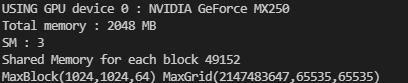 USING GPU device 0 : NVIDIA GeForce MX250
Total memory : 2048 MB
SM : 3
Shared Memory for each block 49152
MaxBlock(1024,1024,64) MaxGrid(2147483647,65535,65535)